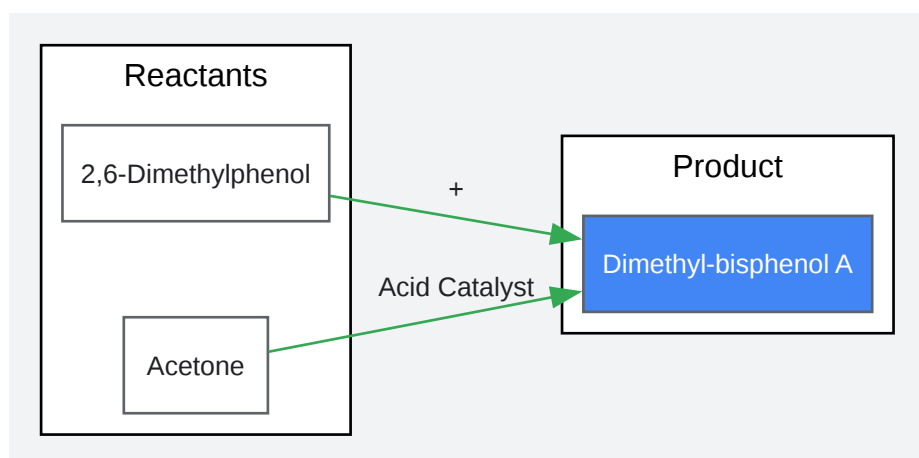 Reactants
2,6-Dimethylphenol
Acetone
+
Acid Catalyst
Product
Dimethyl-bisphenol A